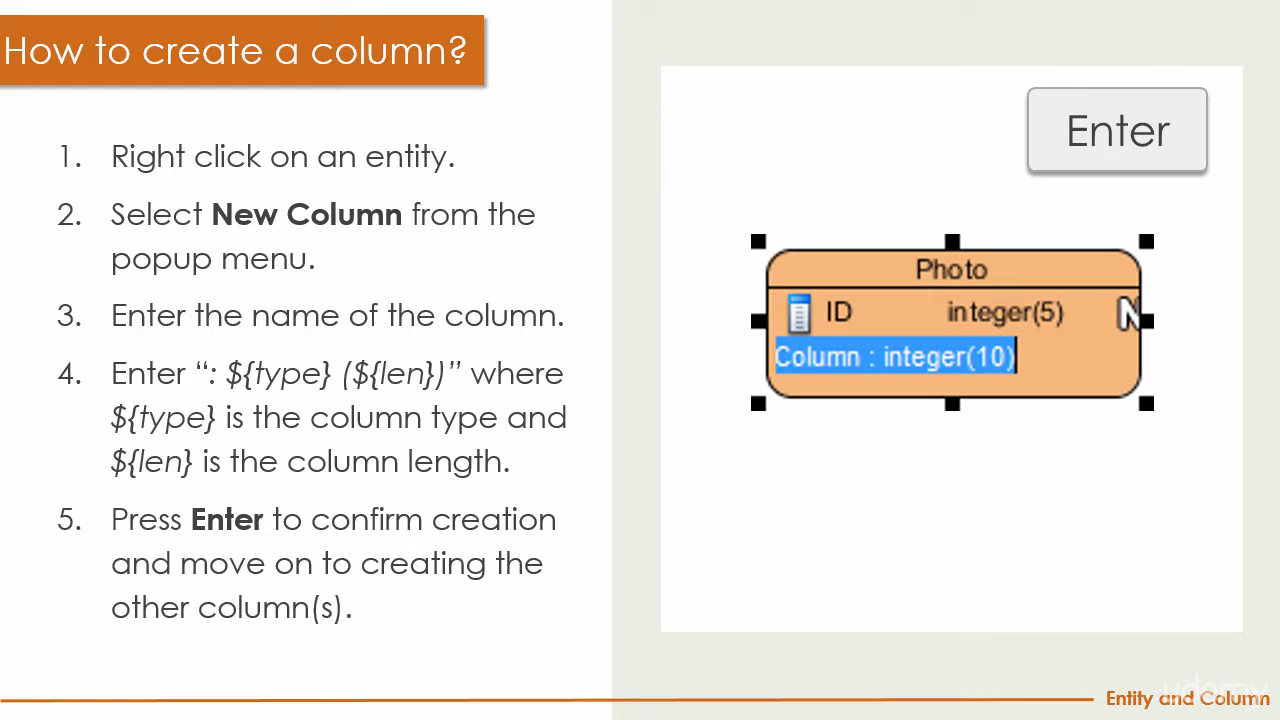 How to create a column?
1. Right click on an entity.
2. Select New Column from the
popup menu.
3. Enter the name of the column.
4. Enter “: ${type} (${len})” where
${type} is the column type and
${len} is the column length.
5. Press Enter to confirm creation
and move on to creating the
other column(s).
Enter
Photo
ID integer(5) N
Column : integer(10)
Entity and Column
udemy